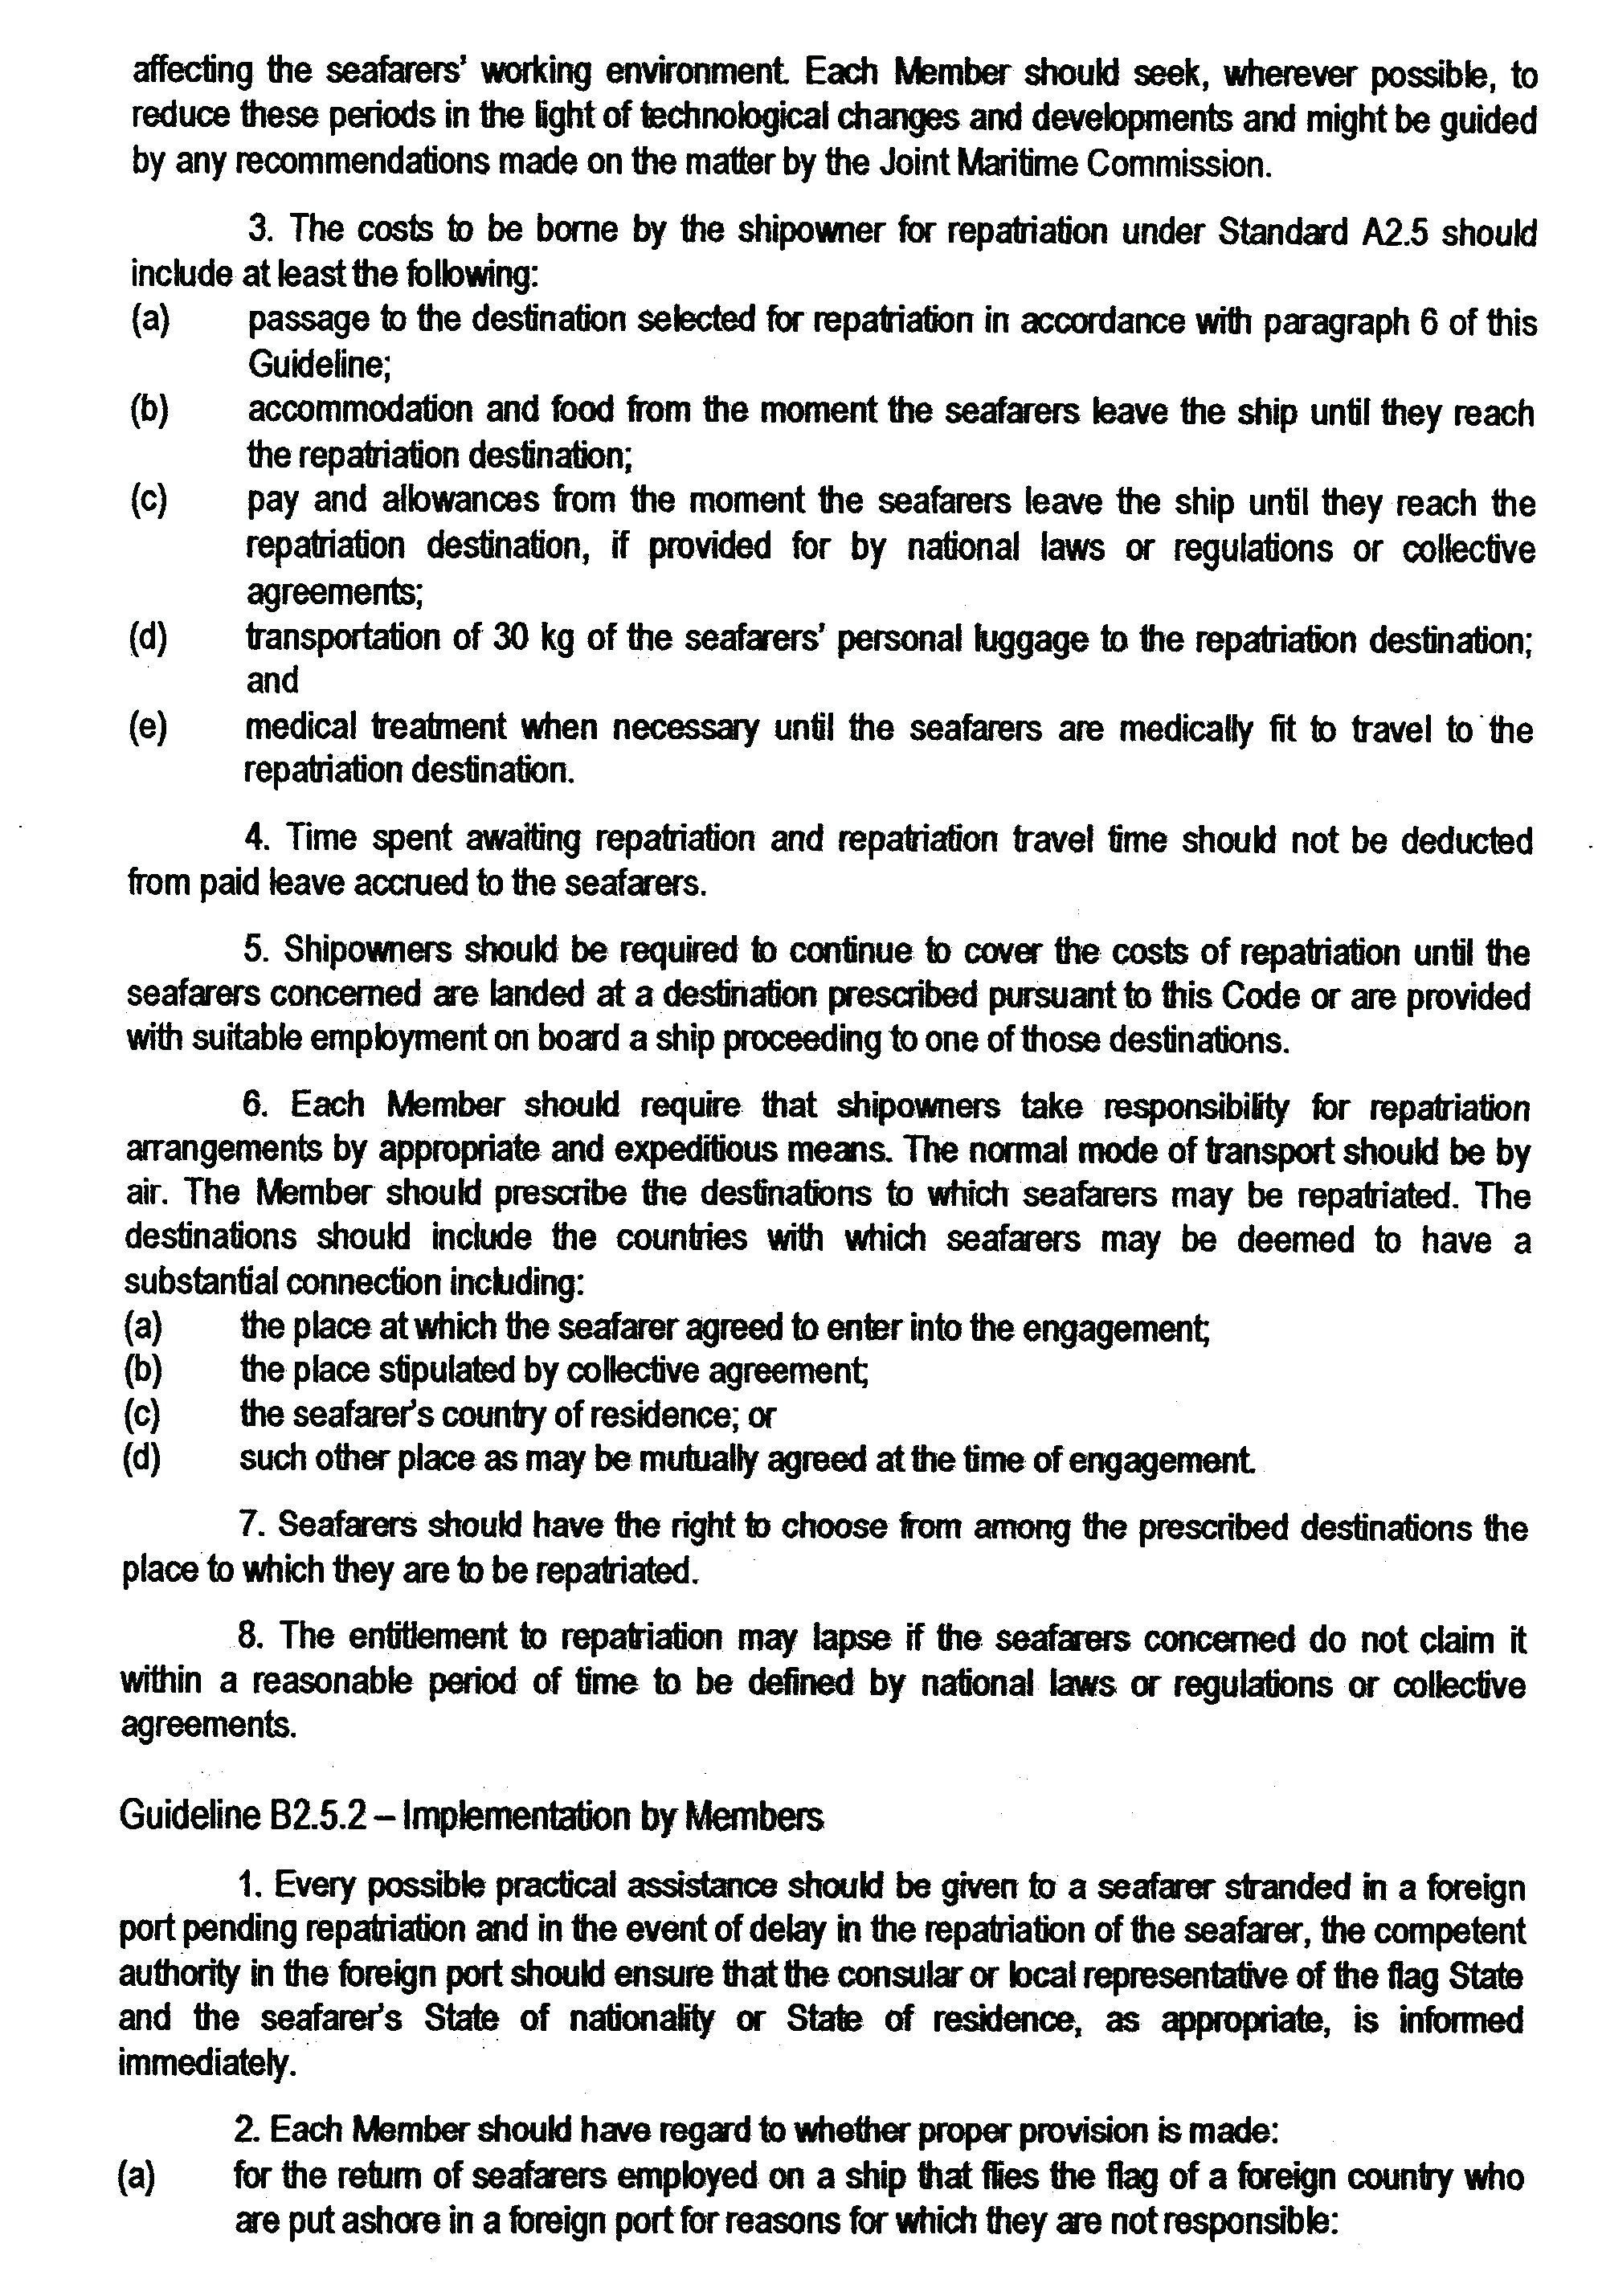 affecting the seafarers' working environment. Each Member should seek, wherever possible, to
reduce these periods in the light of technological changes and developments and might be guided
by any recommendations made on the matter by the Joint Maritime Commission.
3. The costs to be borne by the shipowner for repatriation under Standard A2.5 should
include at least the following:
(a) passage to the destination selected for repatriation in accordance with paragraph 6 of this
Guideline;
(b) accommodation and food from the moment the seafarers leave the ship until they reach
the repatriation destination;
(c) pay and allowances from the moment the seafarers leave the ship until they reach the
repatriation destination, if provided for by national laws or regulations or collective
agreements;
(d) transportation of 30 kg of the seafarers' personal luggage to the repatriation destination;
and
(e) medical treatment when necessary until the seafarers are medically fit to travel to the
repatriation destination.
4. Time spent awaiting repatriation and repatriation travel time should not be deducted
from paid leave accrued to the seafarers.
5. Shipowners should be required to continue to cover the costs of repatriation until the
seafarers concerned are landed at a destination prescribed pursuant to this Code or are provided
with suitable employment on board a ship proceeding to one of those destinations.
6. Each Member should require that shipowners take responsibility for repatriation
arrangements by appropriate and expeditious means. The normal mode of transport should be by
air. The Member should prescribe the destinations to which seafarers may be repatriated. The
destinations should include the countries with which seafarers may be deemed to have a
substantial connection including:
(a) the place at which the seafarer agreed to enter into the engagement;
(b) the place stipulated by collective agreement;
(c) the seafarer's country of residence; or
(d) such other place as may be mutually agreed at the time of engagement.
7. Seafarers should have the right to choose from among the prescribed destinations the
place to which they are to be repatriated.
8. The entitlement to repatriation may lapse if the seafarers concerned do not claim it
within a reasonable period of time to be defined by national laws or regulations or collective
agreements.
Guideline B2.5.2 – Implementation by Members
1. Every possible practical assistance should be given to a seafarer stranded in a foreign
port pending repatriation and in the event of delay in the repatriation of the seafarer, the competent
authority in the foreign port should ensure that the consular or local representative of the flag State
and the seafarer's State of nationality or State of residence, as appropriate, is informed
immediately.
2. Each Member should have regard to whether proper provision is made:
(a) for the return of seafarers employed on a ship that flies the flag of a foreign country who
are put ashore in a foreign port for reasons for which they are not responsible: